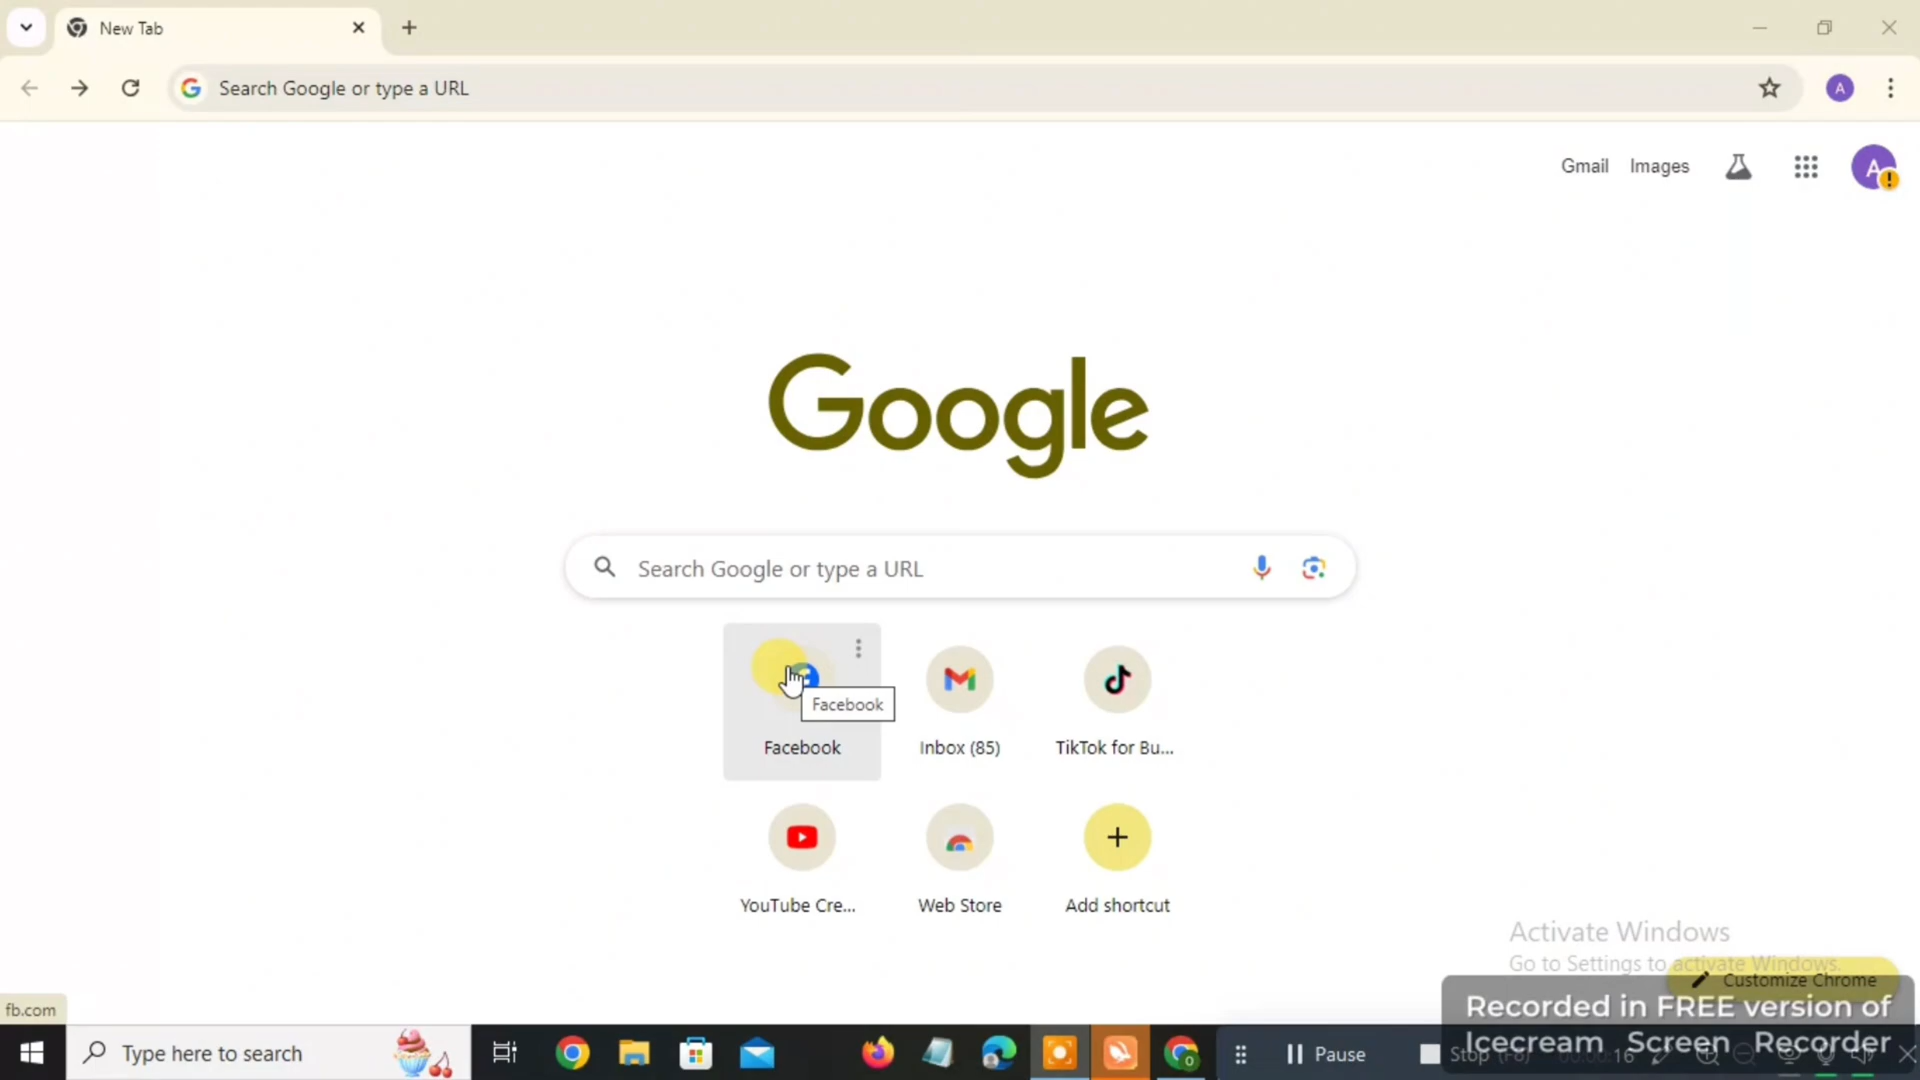 New Tab
Search Google or type a URL
Gmail Images
A
A
Google
Search Google or type a URL
Facebook
Facebook
Inbox (85)
TikTok for Bu...
YouTube Cre...
Web Store
Add shortcut
Activate Windows
Go to Settings to activate Windows.
Customize Chrome
Recorded in FREE version of
Icecream Screen Recorder
fb.com
Type here to search
Pause
Stop (F8)